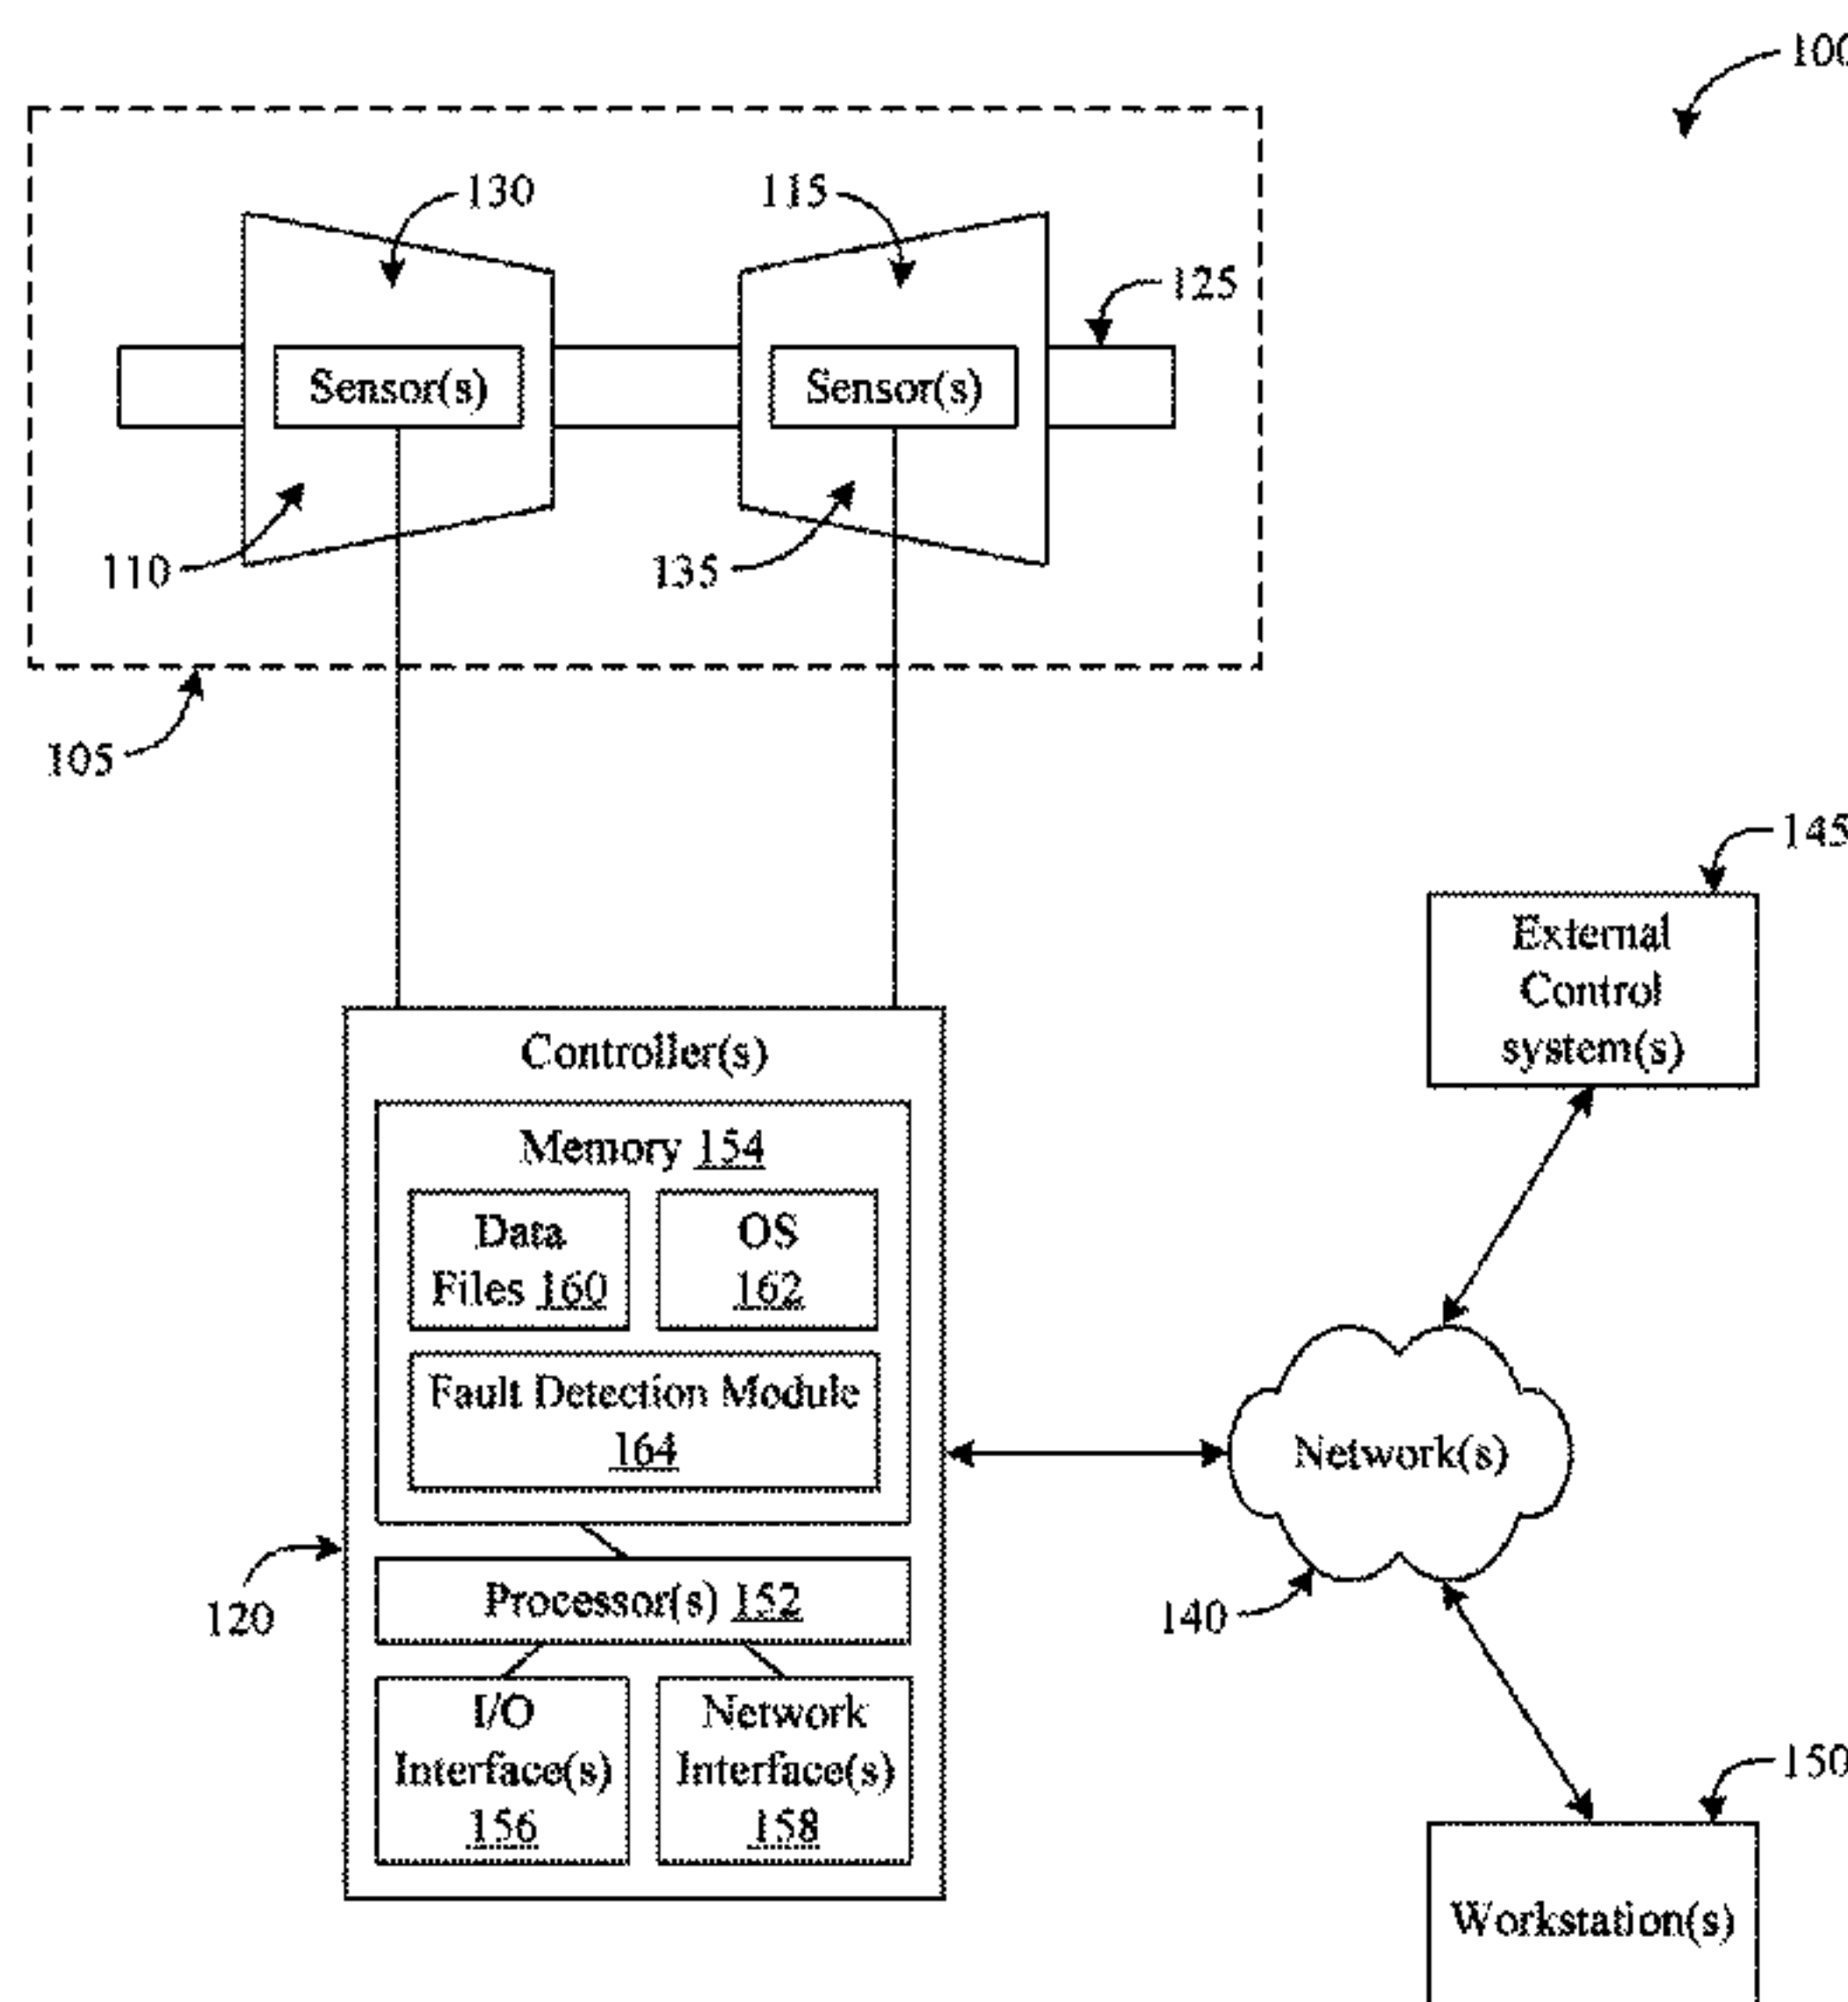 100
130
115
125
Sensor(s)
Sensor(s)
110
135
105
145
External
Control
system(s)
Controller(s)
Memory 154
Data
Files 160
OS
162
Fault Detection Module
164
Network(s)
120
140
Processor(s) 152
I/O
Interface(s)
156
Network
Interface(s)
158
150
Workstation(s)